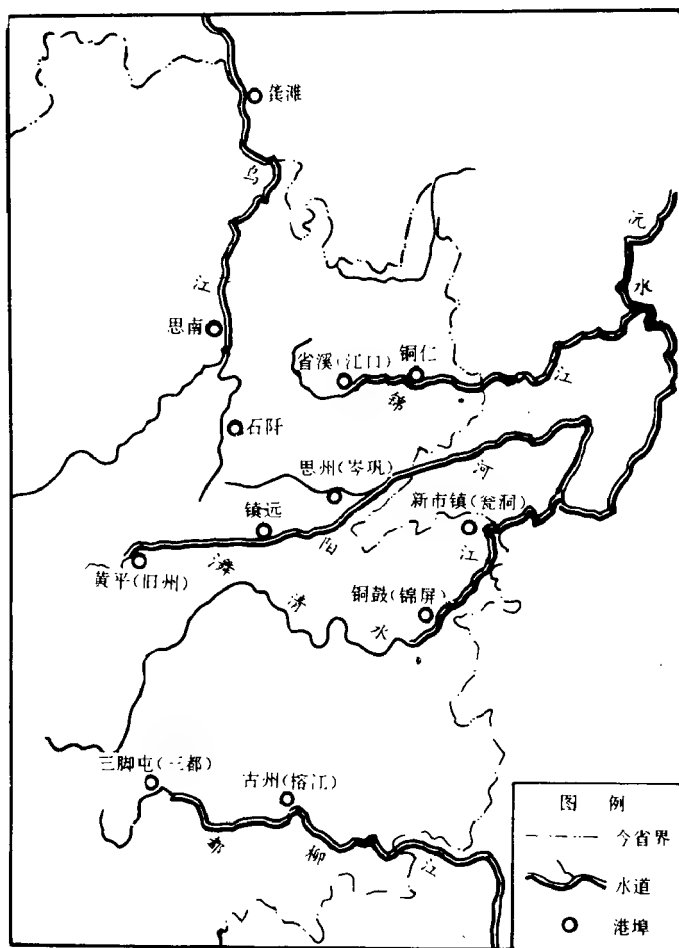 龚滩
乌江
沅水
思南
省溪(江口)
铜仁
江
石阡
思州(岑巩)
河
新市镇(瓮洞)
镇远
阳
江
黄平(旧州)
清水
铜鼓(锦屏)
三脚屯(三都)
古州(榕江)
都柳江
图 例
今省界
水道
港埠